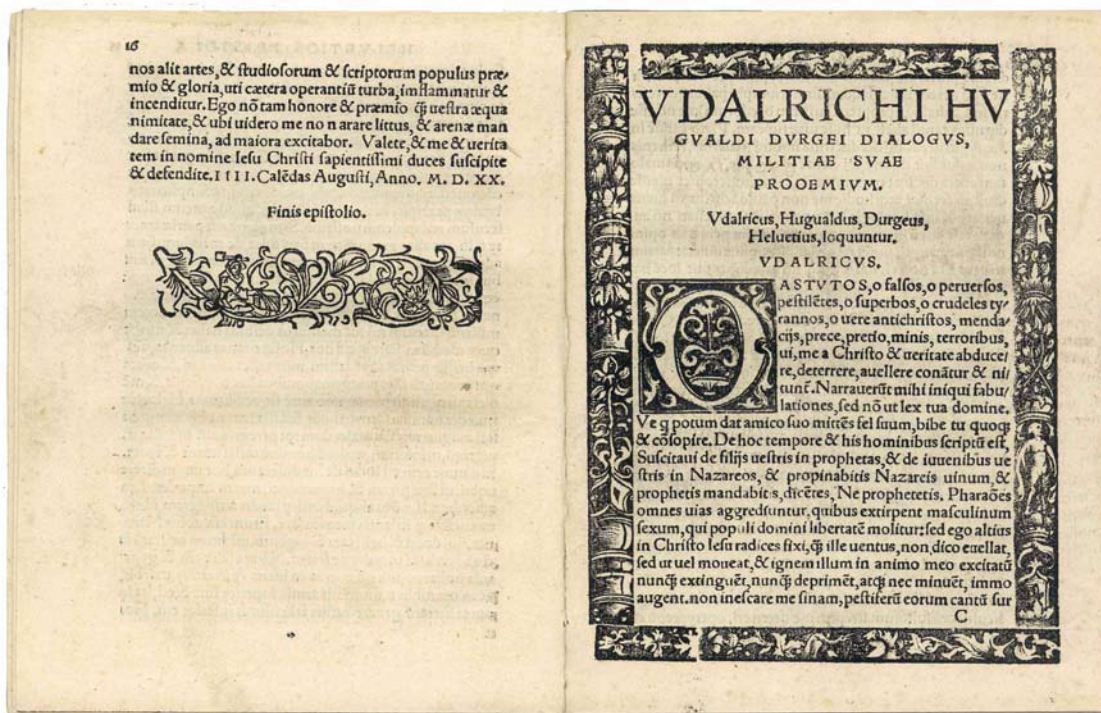 16
nos alit artes, & studiosorum & scriptorum populus præ-
mio & gloria, uti cætera operantiū turba, inflammatur &
incenditur. Ego nō tam honore & præmio q̄ꝫ uestra æqua
nimitate, & ubi uidero me no n arare littus, & arenæ man
dare semina, ad maiora excitabor. Valete, & me & uerita
tem in nomine Iesu Christi sapientissimi duces suscipite
& defendite. IIII. Calēdas Augusti, Anno. M. D. XX.
Finis epistolio.
VDALRICHI HV
GVALDI DVRGEI DIALOGVS,
MILITIAE SVAE
PROOEMIVM.
Vdalricus, Hugualdus, Durgeus,
Heluetius, loquuntur.
VDALRICVS.
O ASTVTOS, o falsos, o peruersos,
pestilētes, o superbos, o crudeles ty-
rannos, o uere antichristos, menda-
cijs, prece, pretio, minis, terroribus,
ui, me a Christo & ueritate abduce-
re, deterrere, auellere conātur & ni
tunt̃. Narrauerūt mihi iniqui fabu-
lationes, sed nō ut lex tua domine.
Ve q̨ potum dat amico suo mittēs fel suum, bibe tu quoqꝫ
& cōsopire. De hoc tempore & his hominibus scriptū est,
Suscitaui de filijs uestris in prophetas, & de iuuenibus ue
stris in Nazareos, & propinabitis Nazareis uinum, &
prophetis mandabitis, dicētes, Ne prophetetis. Pharaões
omnes uias aggrediuntur, quibus extirpent masculinum
sexum, qui populi domini libertatē molitur: sed ego altius
in Christo Iesu radices fixi, q̄ꝫ ille uentus, non, dico euellat,
sed ut uel moueat, & ignem illum in animo meo excitatū
nunq̄ꝫ extinguēt, nunq̄ꝫ deprimēt, atqꝫ nec minuēt, immo
augent. non inescare me sinam, pestiferū eorum cantū sur
C